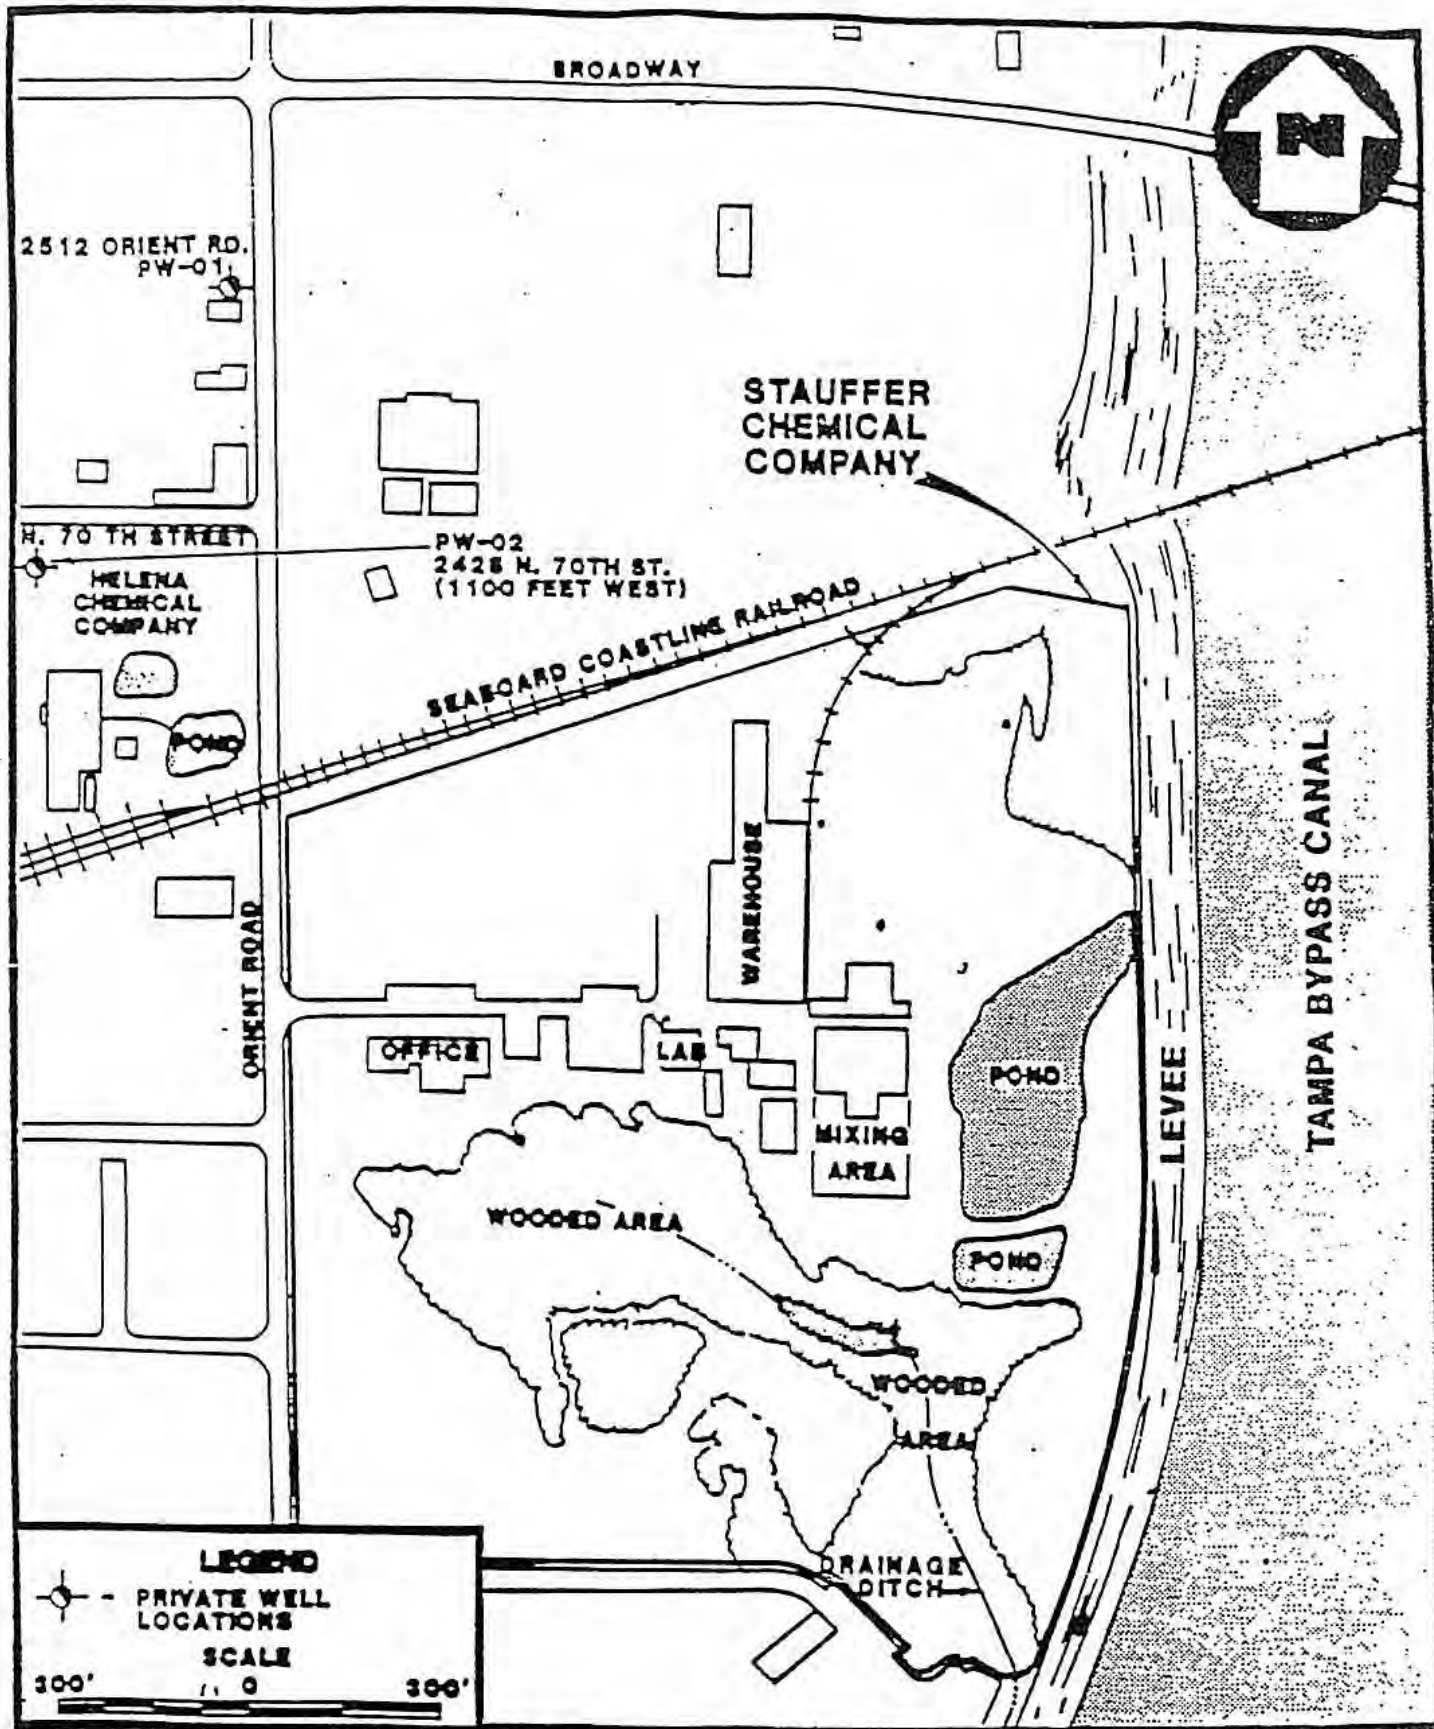 BROADWAY
N
2512 ORIENT RD.
PW-01
STAUFFER
CHEMICAL
COMPANY
N. 70 TH STREET
PW-02
2425 N. 70TH ST.
(1100 FEET WEST)
HELENA
CHEMICAL
COMPANY
SEABOARD COASTLINE RAILROAD
POND
WAREHOUSE
TAMPA BYPASS CANAL
ORIENT ROAD
OFFICE
LAB
POND
LEVEE
MIXING
AREA
WOODED AREA
POND
WOODED
AREA
DRAINAGE
DITCH
LEGEND
- PRIVATE WELL
LOCATIONS
SCALE
300' 0 300'